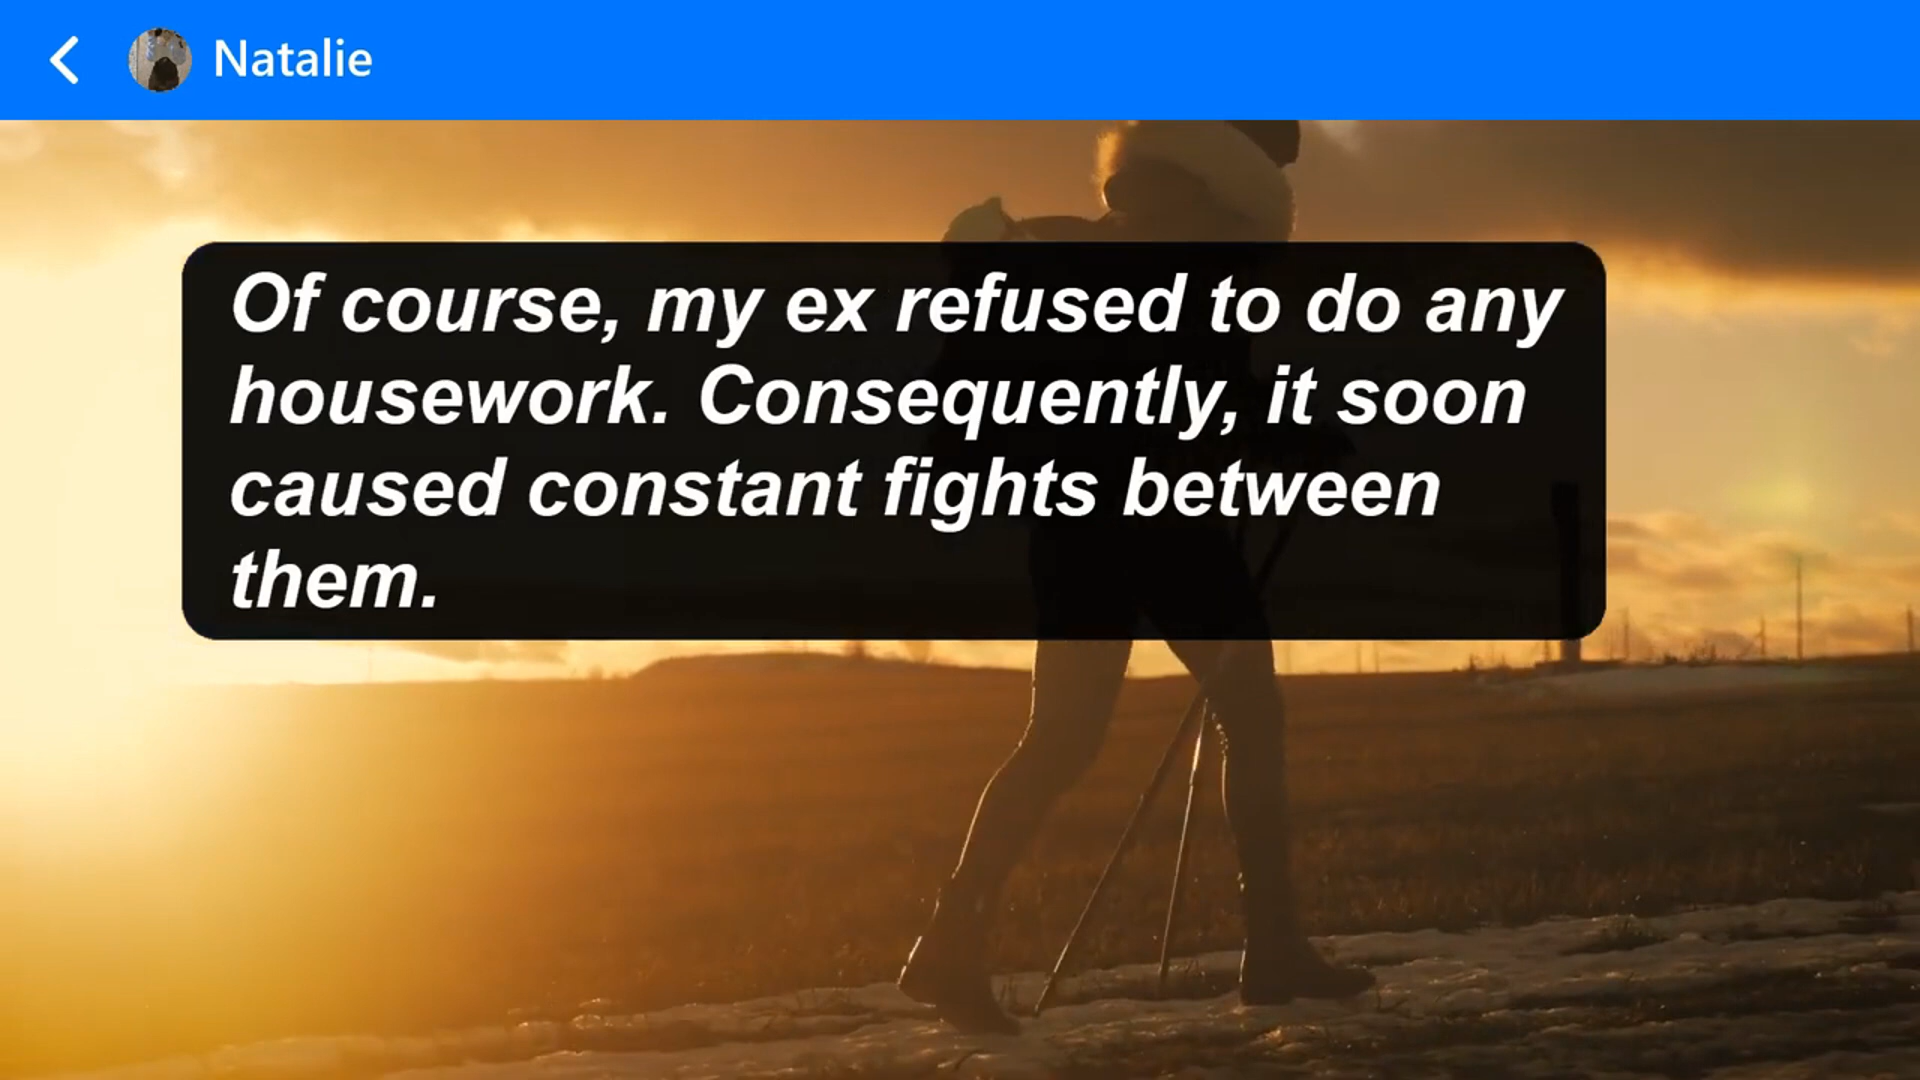 Natalie
Of course, my ex refused to do any
housework. Consequently, it soon
caused constant fights between
them.